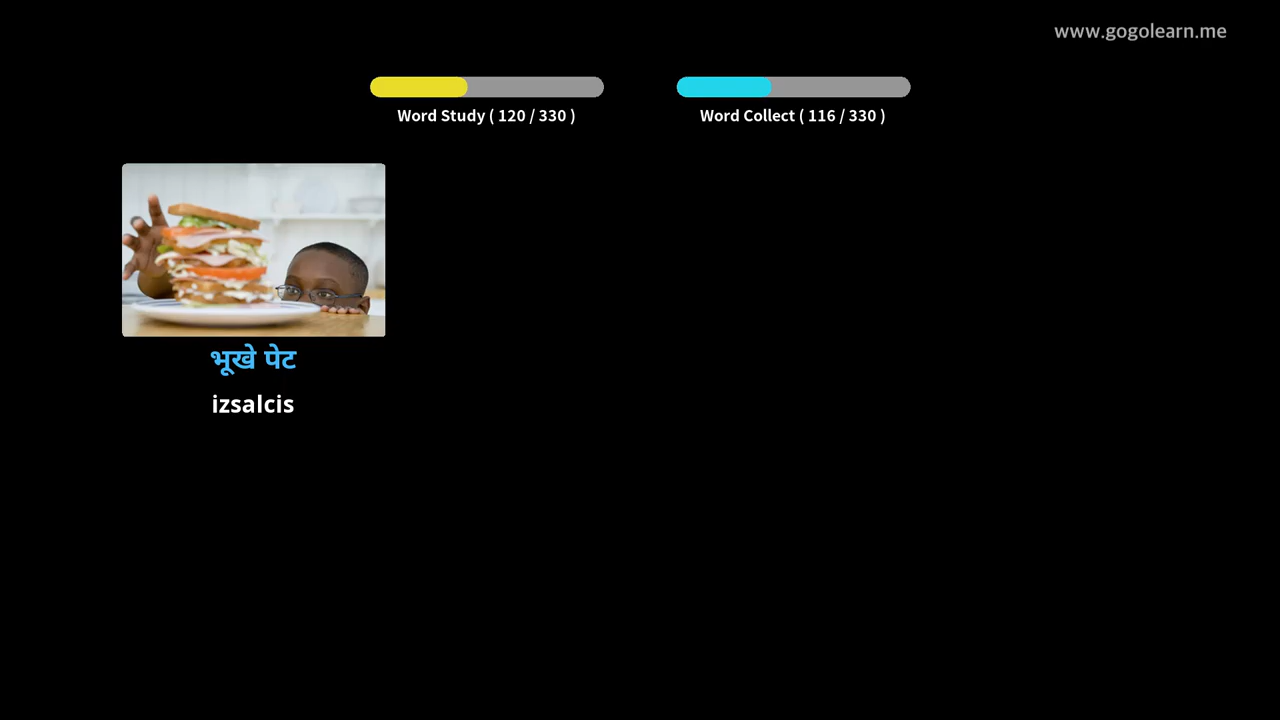 www.gogolearn.me
Word Study ( 120 / 330 )
Word Collect ( 116 / 330 )
भूखे पेट
izsalcis